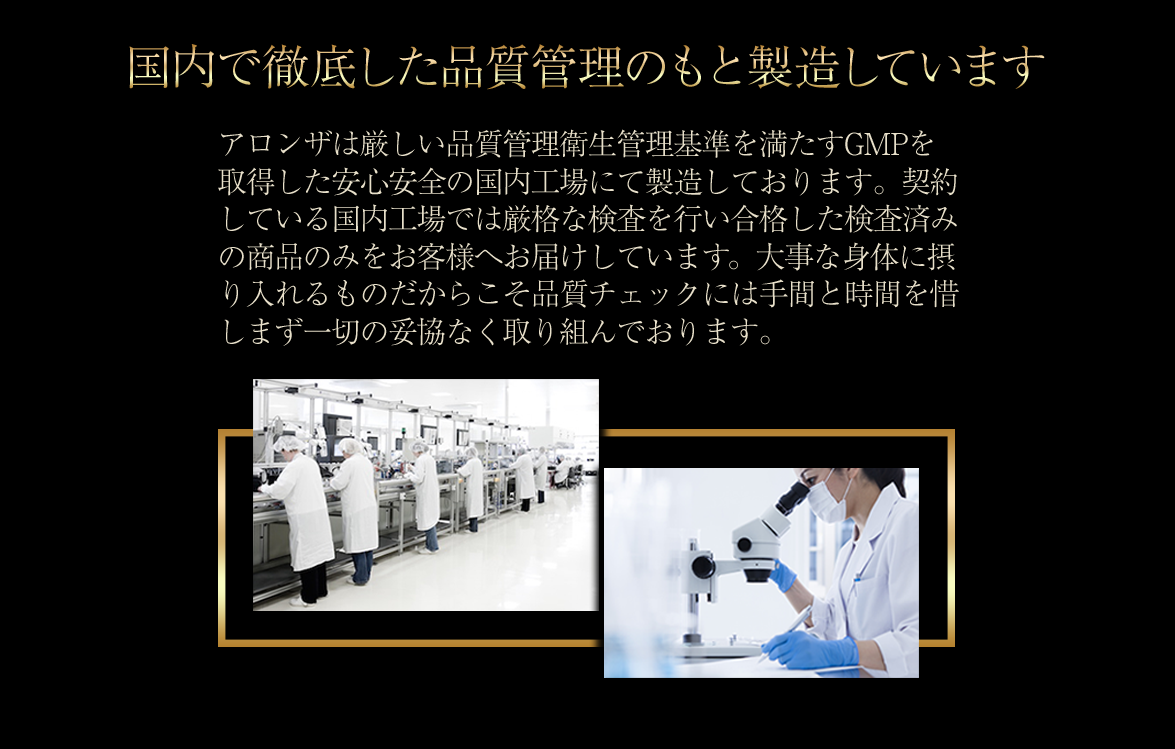 国内で徹底した品質管理のもと製造しています
アロンザは厳しい品質管理衛生管理基準を満たすGMPを
取得した安心安全の国内工場にて製造しております。契約
している国内工場では厳格な検査を行い合格した検査済み
の商品のみをお客様へお届けしています。大事な身体に摂
り入れるものだからこそ品質チェックには手間と時間を惜
しまず一切の妥協なく取り組んでおります。